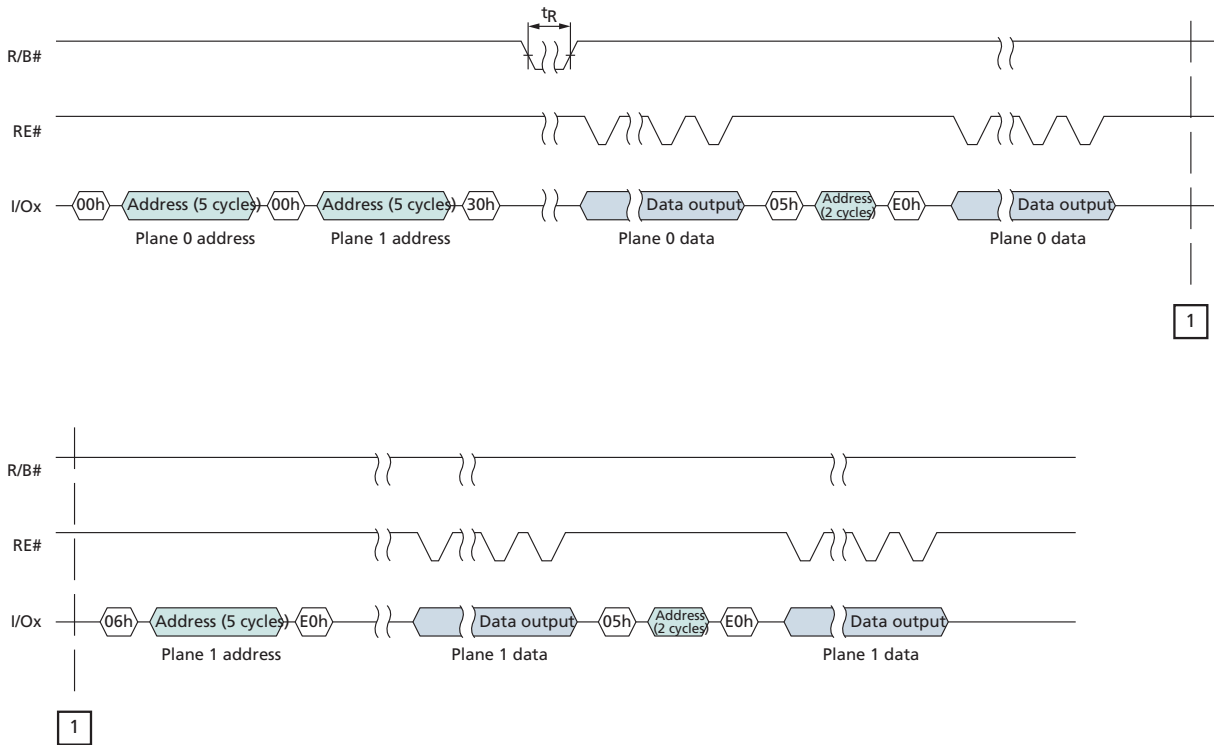 tR
R/B#
RE#
I/Ox 00h Address (5 cycles) 00h Address (5 cycles) 30h Data output 05h Address (2 cycles) E0h Data output
Plane 0 address Plane 1 address Plane 0 data Plane 0 data
1
R/B#
RE#
I/Ox 06h Address (5 cycles) E0h Data output 05h Address (2 cycles) E0h Data output
Plane 1 address Plane 1 data Plane 1 data
1